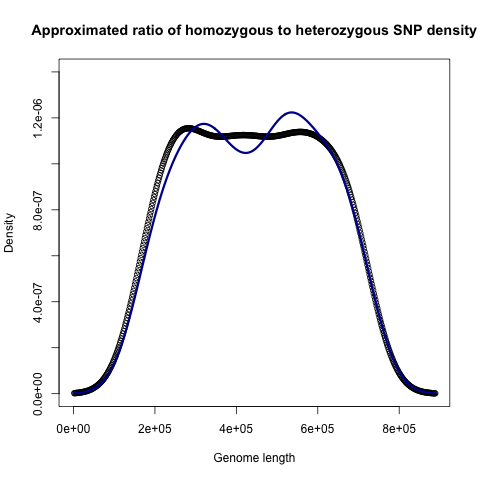 Approximated ratio of homozygous to heterozygous SNP density
Density
1.2e-06
8.0e-07
4.0e-07
0.0e+00
0e+00 2e+05 4e+05 6e+05 8e+05
Genome length